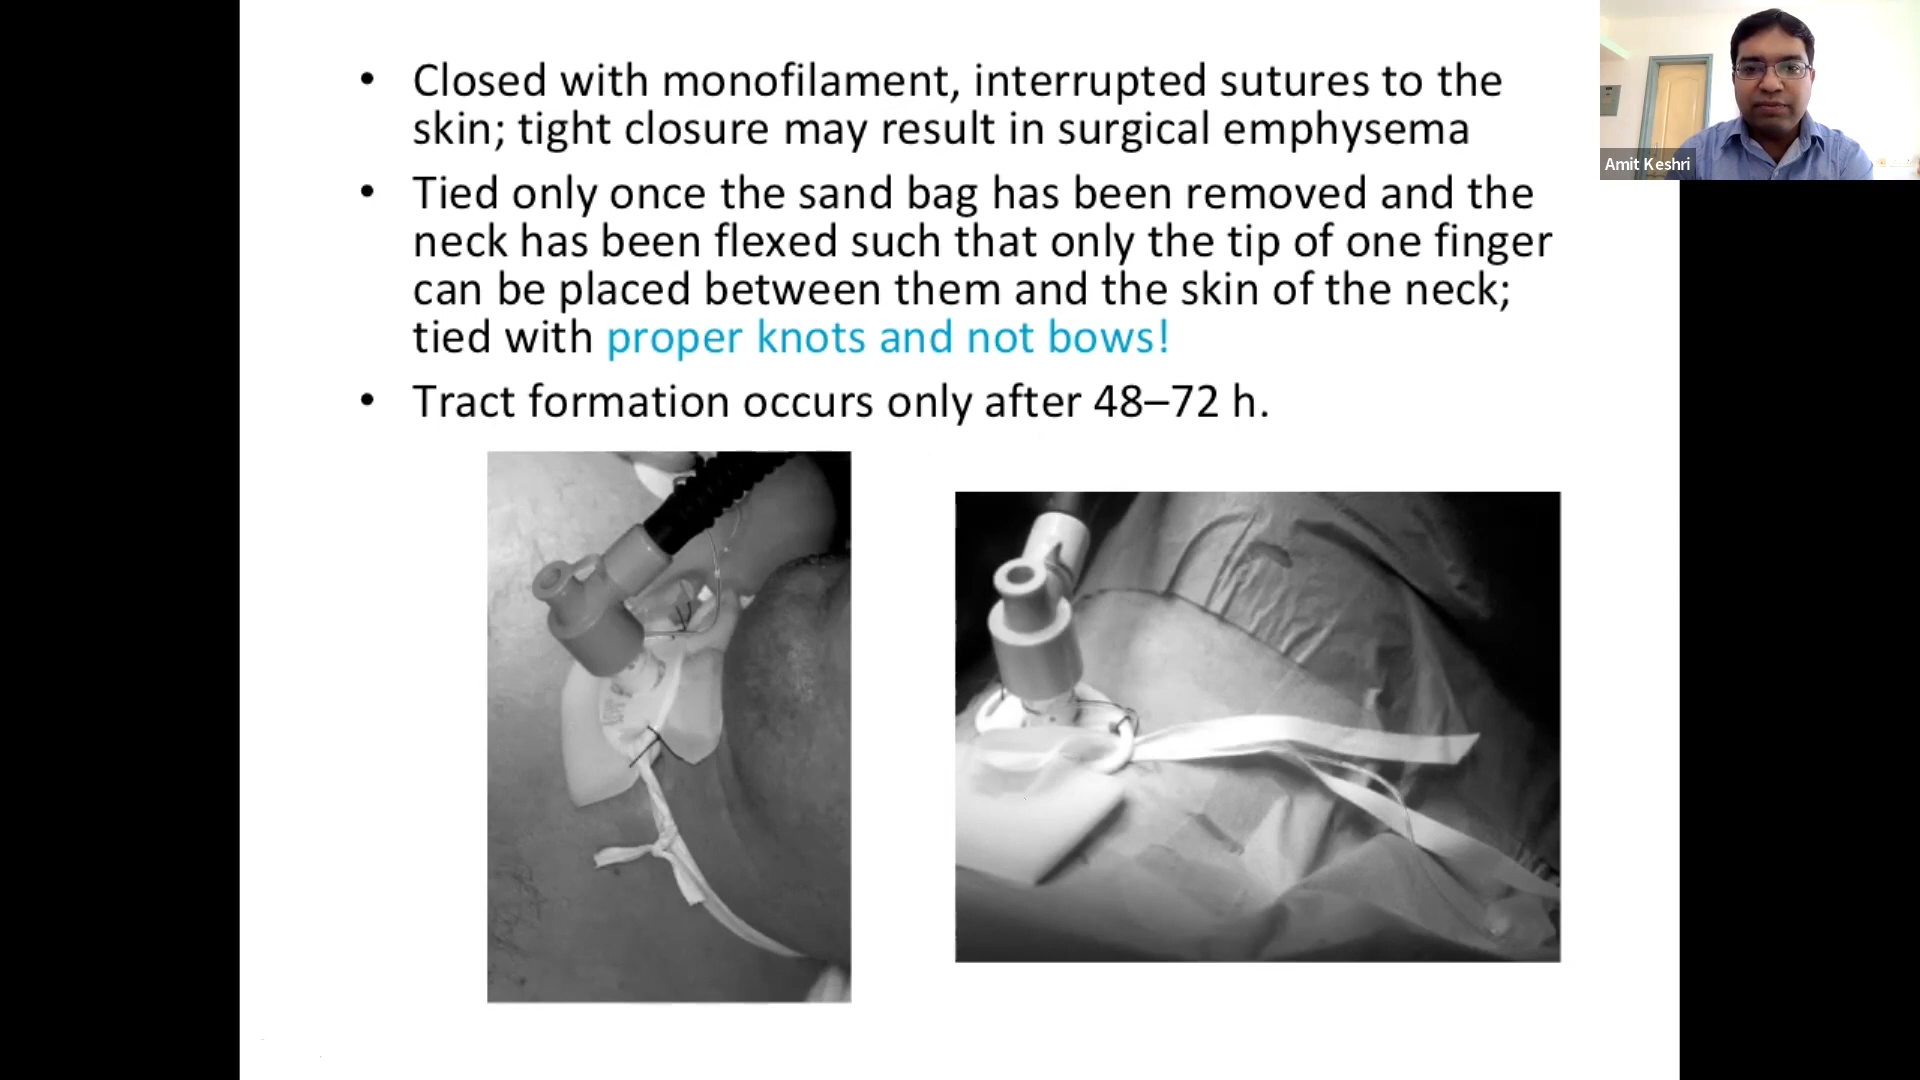 • Closed with monofilament, interrupted sutures to the
skin; tight closure may result in surgical emphysema
• Tied only once the sand bag has been removed and the
neck has been flexed such that only the tip of one finger
can be placed between them and the skin of the neck;
tied with proper knots and not bows!
• Tract formation occurs only after 48–72 h.
Amit Keshri